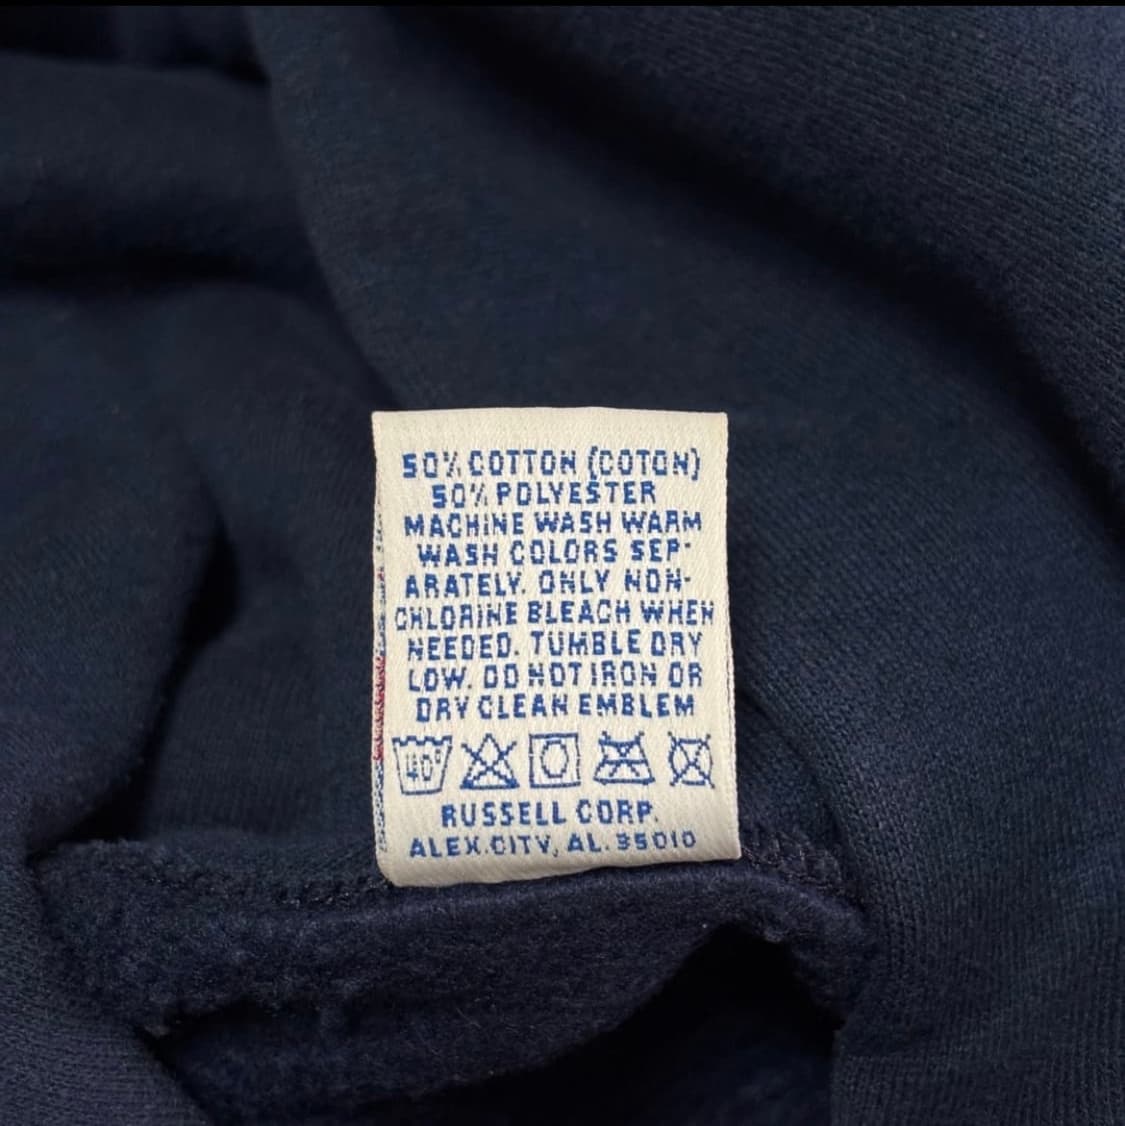 50% COTTON (COTON)
50% POLYESTER
MACHINE WASH WARM
WASH COLORS SEP-
ARATELY. ONLY NON-
CHLORINE BLEACH WHEN
NEEDED. TUMBLE DRY
LOW. DO NOT IRON OR
DRY CLEAN EMBLEM
40°
RUSSELL CORP.
ALEX.CITY, AL. 35010